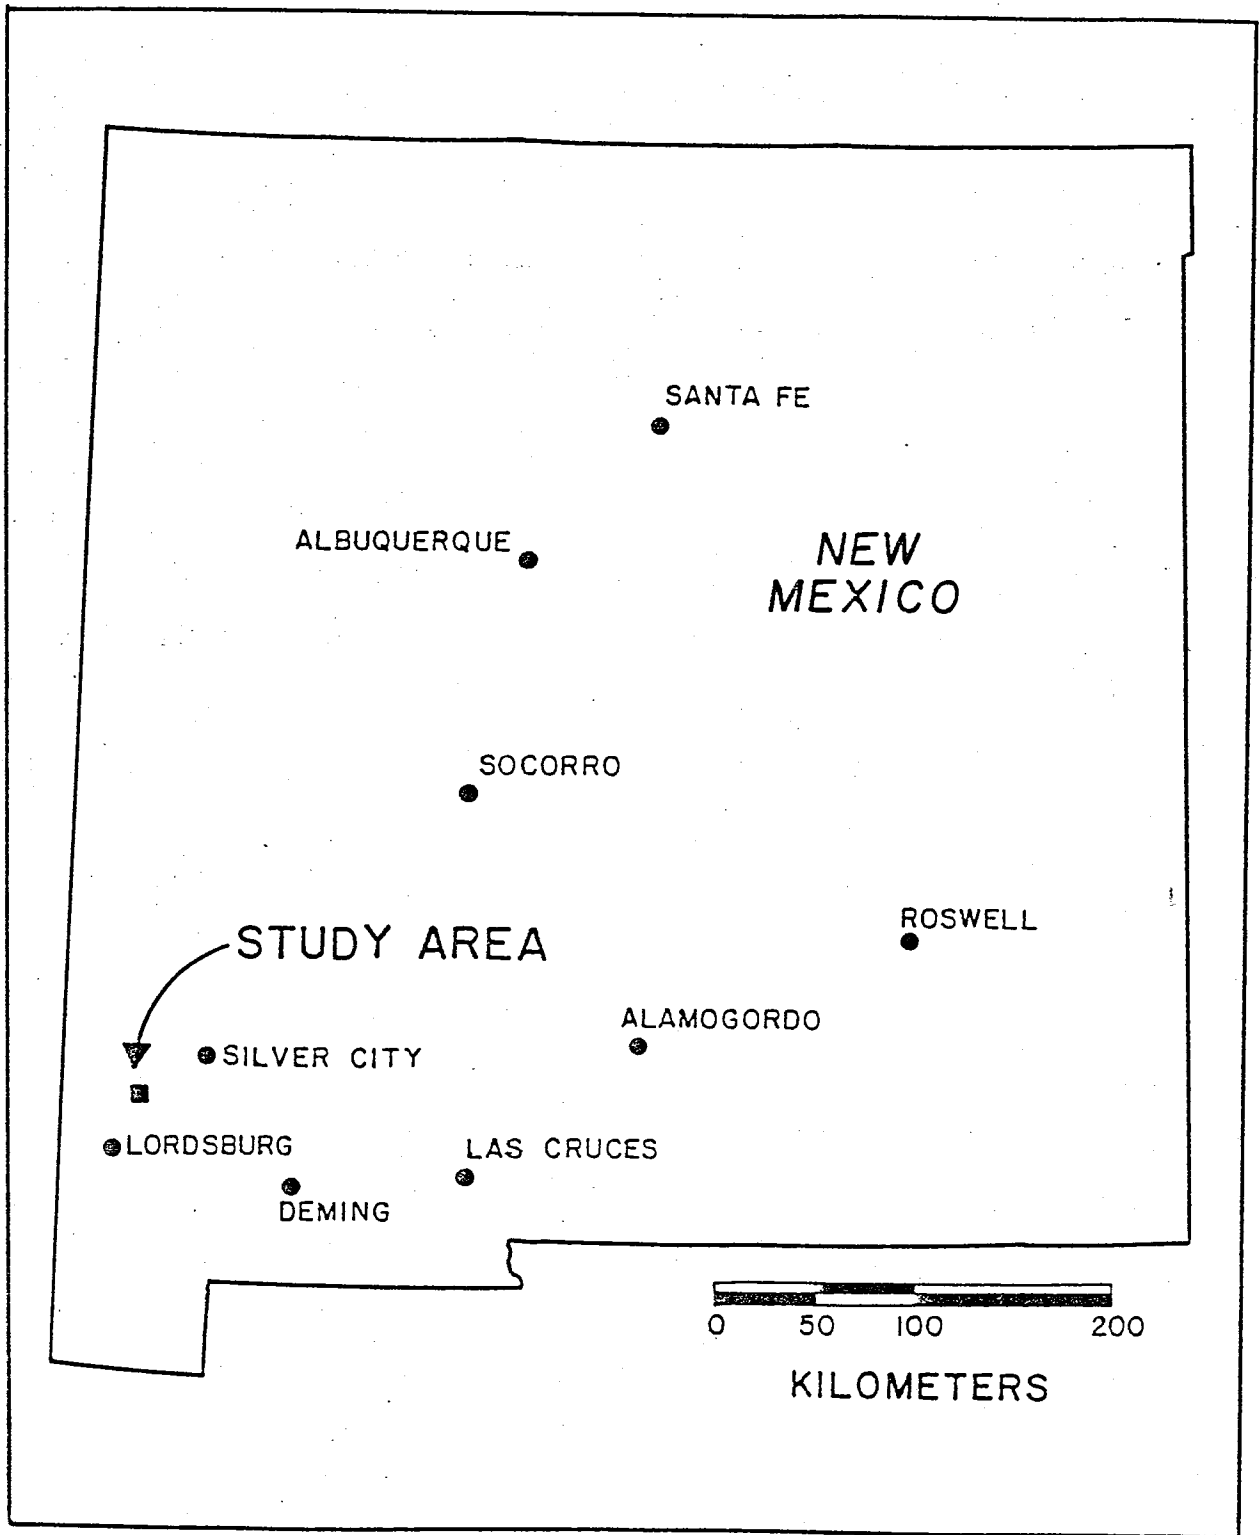 SANTA FE
ALBUQUERQUE
NEW
MEXICO
SOCORRO
ROSWELL
STUDY AREA
ALAMOGORDO
SILVER CITY
LORDSBURG
LAS CRUCES
DEMING
0 50 100 200
KILOMETERS